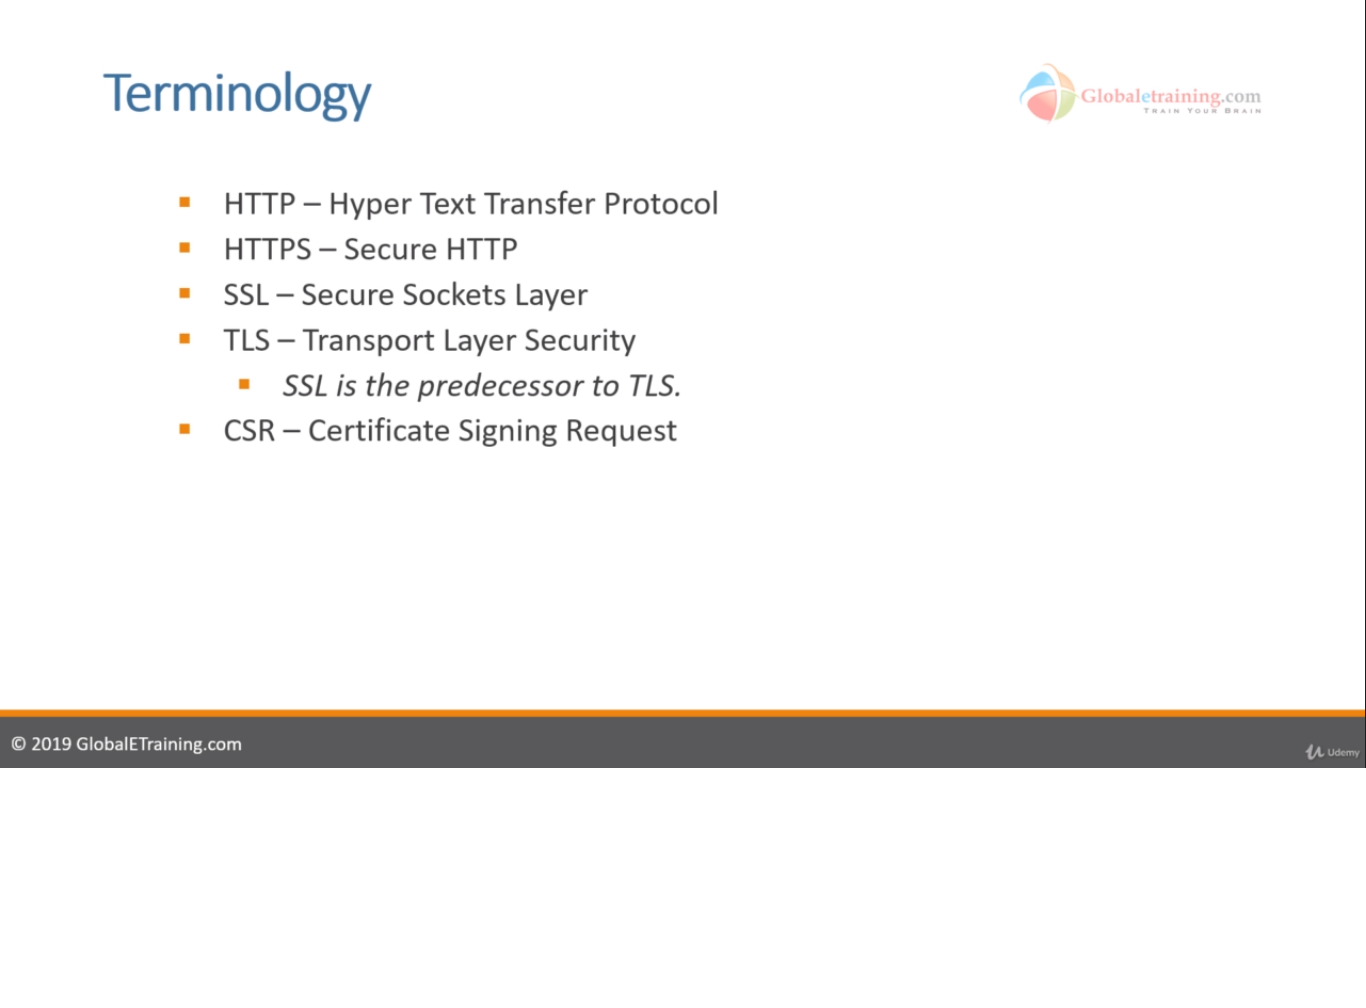 Terminology
Globaletraining.com
TRAIN YOUR BRAIN
HTTP – Hyper Text Transfer Protocol
HTTPS – Secure HTTP
SSL – Secure Sockets Layer
TLS – Transport Layer Security
SSL is the predecessor to TLS.
CSR – Certificate Signing Request
© 2019 GlobalETraining.com
Udemy